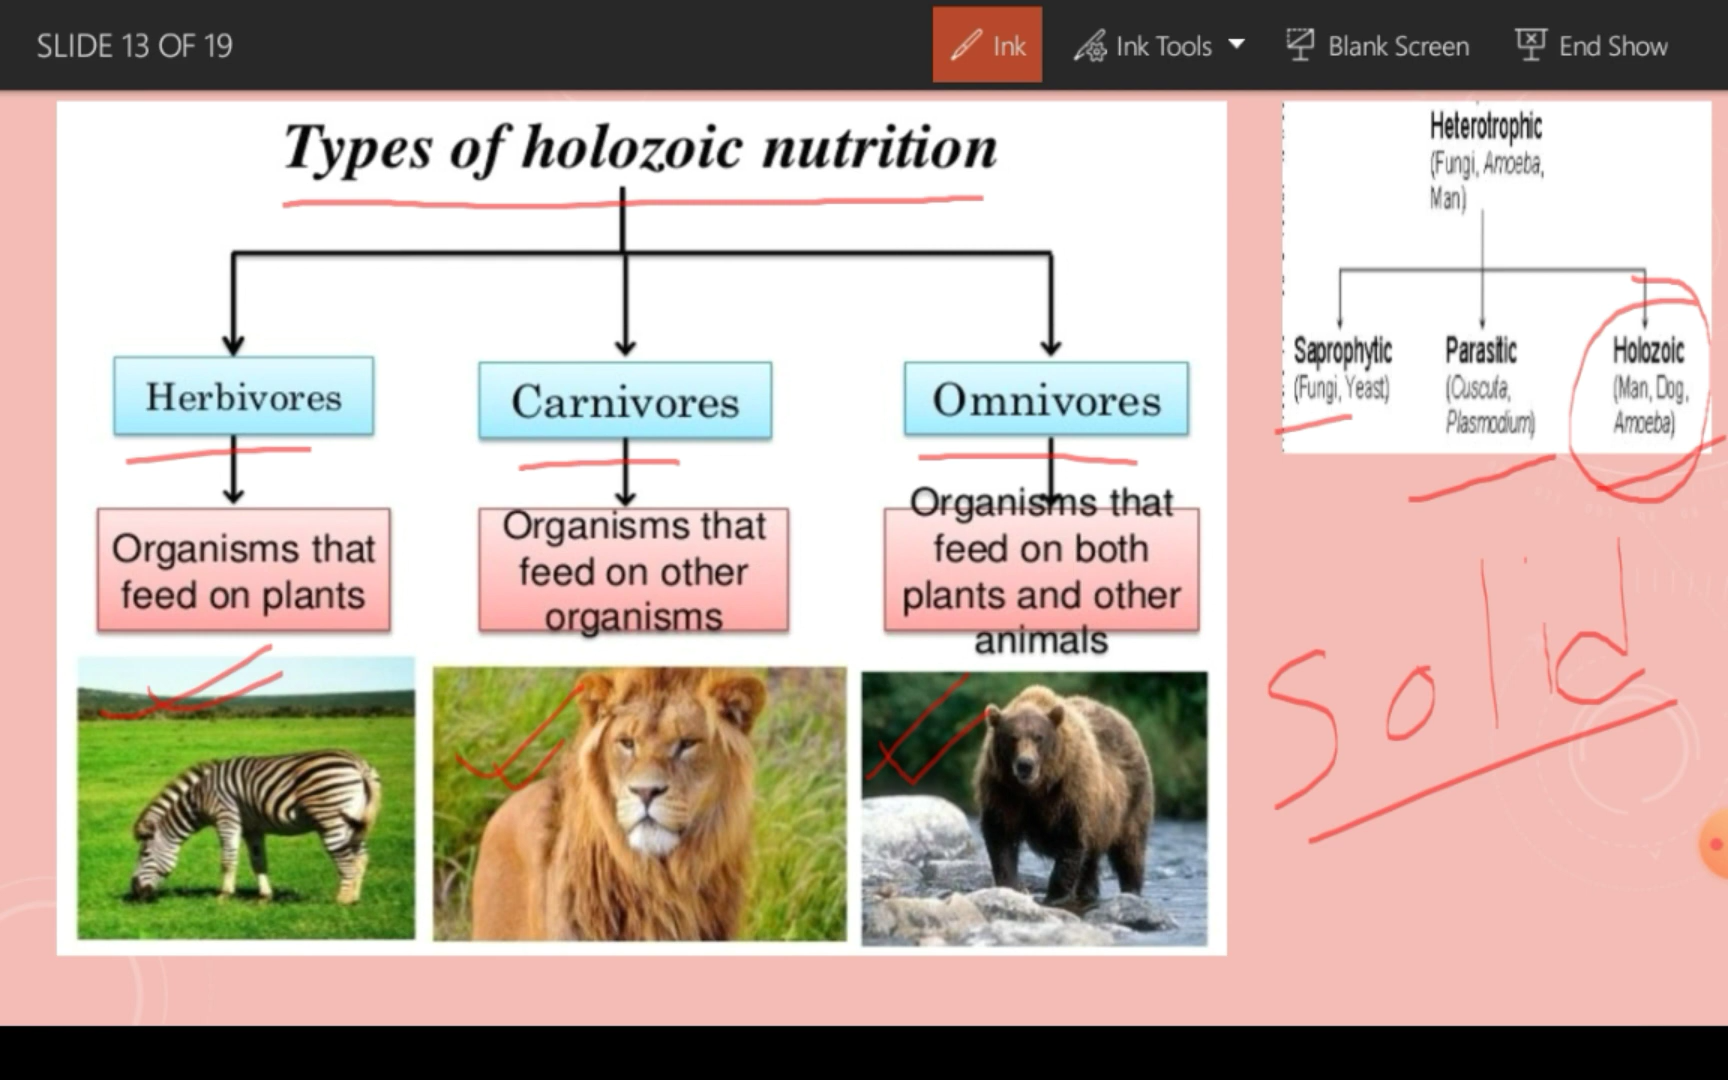 SLIDE 13 OF 19
Ink
Ink Tools
Blank Screen
End Show
Types of holozoic nutrition
Herbivores
Carnivores
Omnivores
Organisms that
feed on plants
Organisms that
feed on other
organisms
Organisms that
feed on both
plants and other
animals
Heterotrophic
(Fungi, Amoeba,
Man)
Saprophytic
(Fungi, Yeast)
Parasitic
(Cuscuta,
Plasmodium)
Holozoic
(Man, Dog,
Amoeba)
Solid